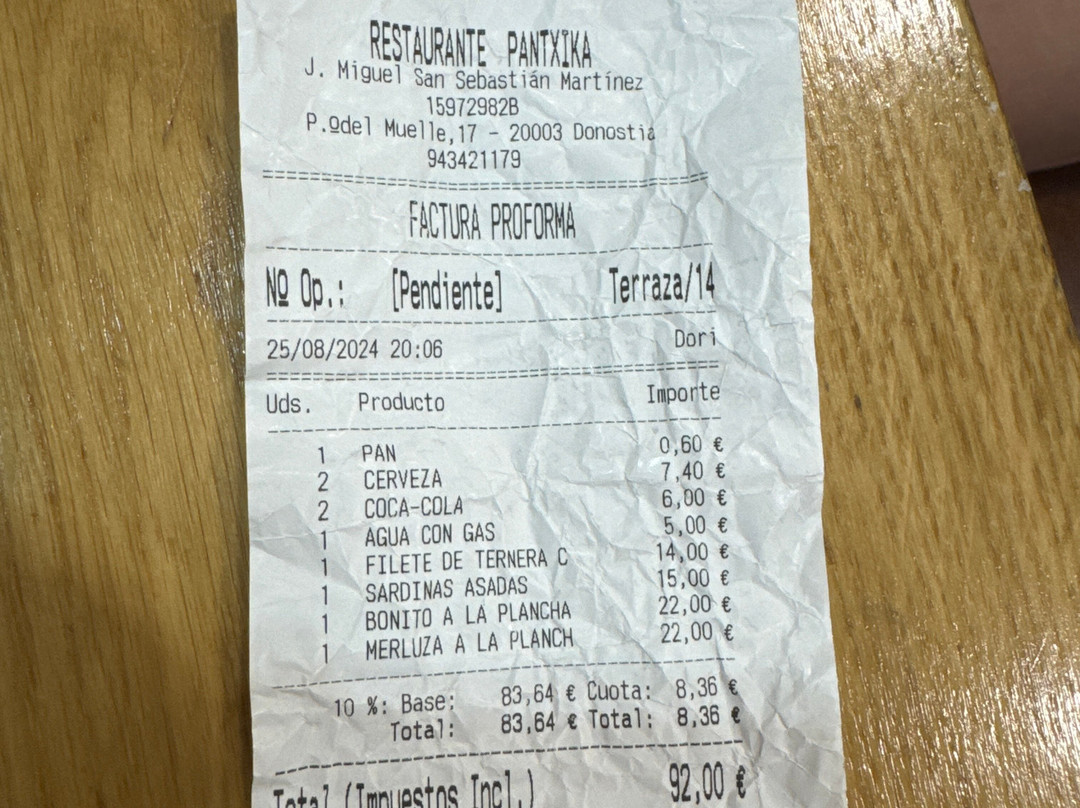 RESTAURANTE PANTXIKA
J. Miguel San Sebastián Martínez
15972982B
P.ºdel Muelle,17 - 20003 Donostia
943421179
FACTURA PROFORMA
Nº Op.: [Pendiente] Terraza/14
25/08/2024 20:06 Dori
Uds. Producto Importe
1 PAN 0,60 €
2 CERVEZA 7,40 €
2 COCA-COLA 6,00 €
1 AGUA CON GAS 5,00 €
1 FILETE DE TERNERA C 14,00 €
1 SARDINAS ASADAS 15,00 €
1 BONITO A LA PLANCHA 22,00 €
1 MERLUZA A LA PLANCH 22,00 €
10 %: Base: 83,64 € Cuota: 8,36 €
Total: 83,64 € Total: 8,36 €
Total (Impuestos Incl.) 92,00 €